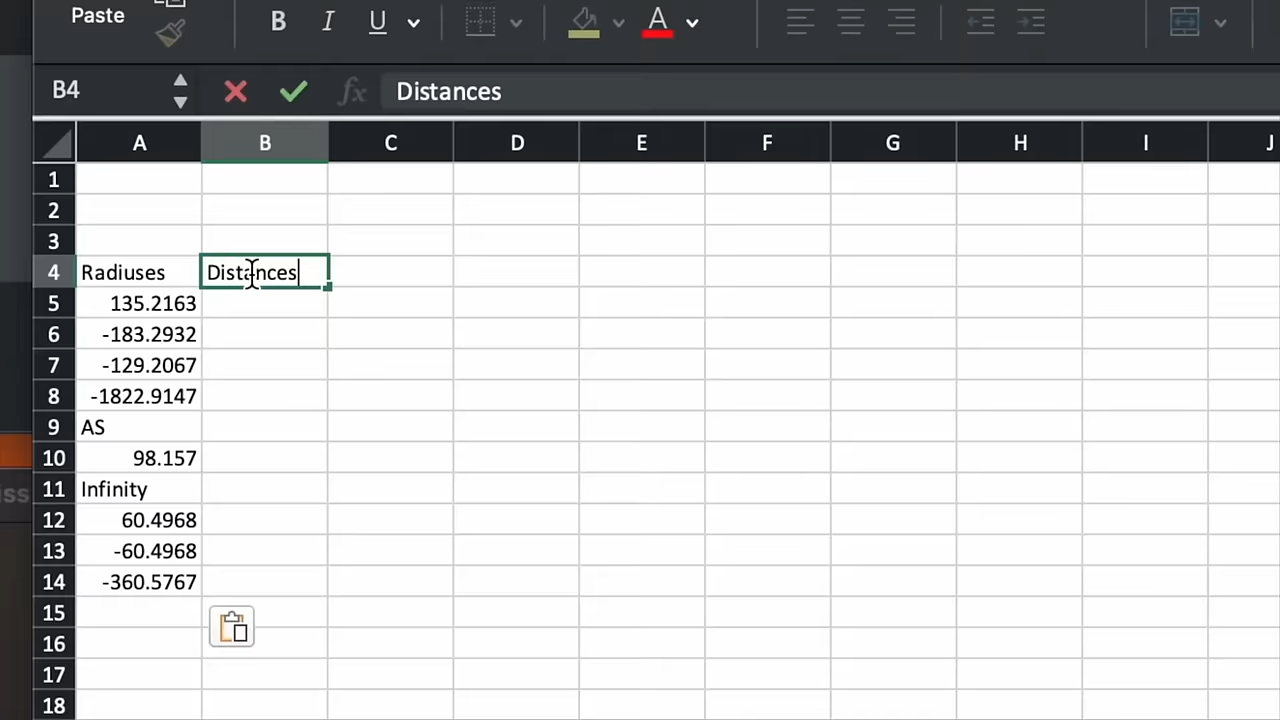 Paste
B I U A
B4 fx Distances
A B C D E F G H I J
1
2
3
4 Radiuses Distances
5 135.2163
6 -183.2932
7 -129.2067
8 -1822.9147
9 AS
10 98.157
11 Infinity
iss
12 60.4968
13 -60.4968
14 -360.5767
15
16
17
18